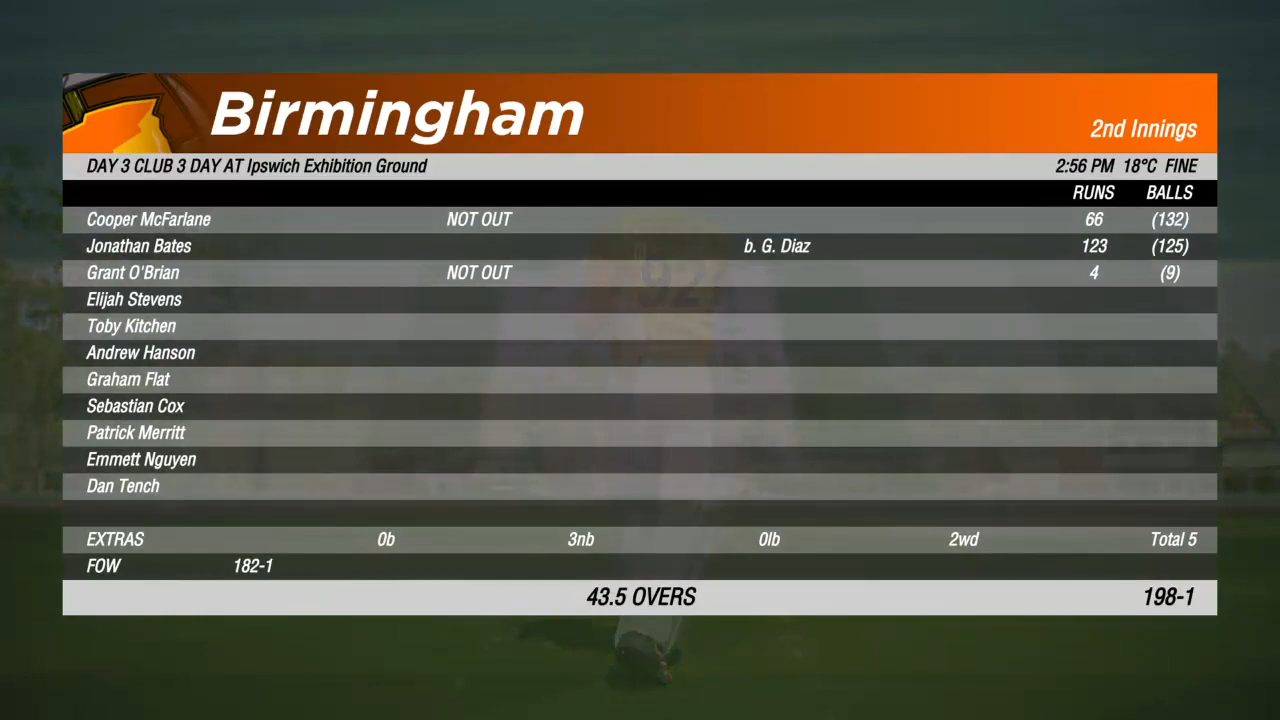 Birmingham
2nd Innings
DAY 3 CLUB 3 DAY AT Ipswich Exhibition Ground 2:56 PM 18°C FINE
RUNS BALLS
Cooper McFarlane NOT OUT 66 (132)
Jonathan Bates b. G. Diaz 123 (125)
Grant O'Brian NOT OUT 4 (9)
Elijah Stevens
Toby Kitchen
Andrew Hanson
Graham Flat
Sebastian Cox
Patrick Merritt
Emmett Nguyen
Dan Tench
EXTRAS 0b 3nb 0lb 2wd Total 5
FOW 182-1
43.5 OVERS 198-1
92